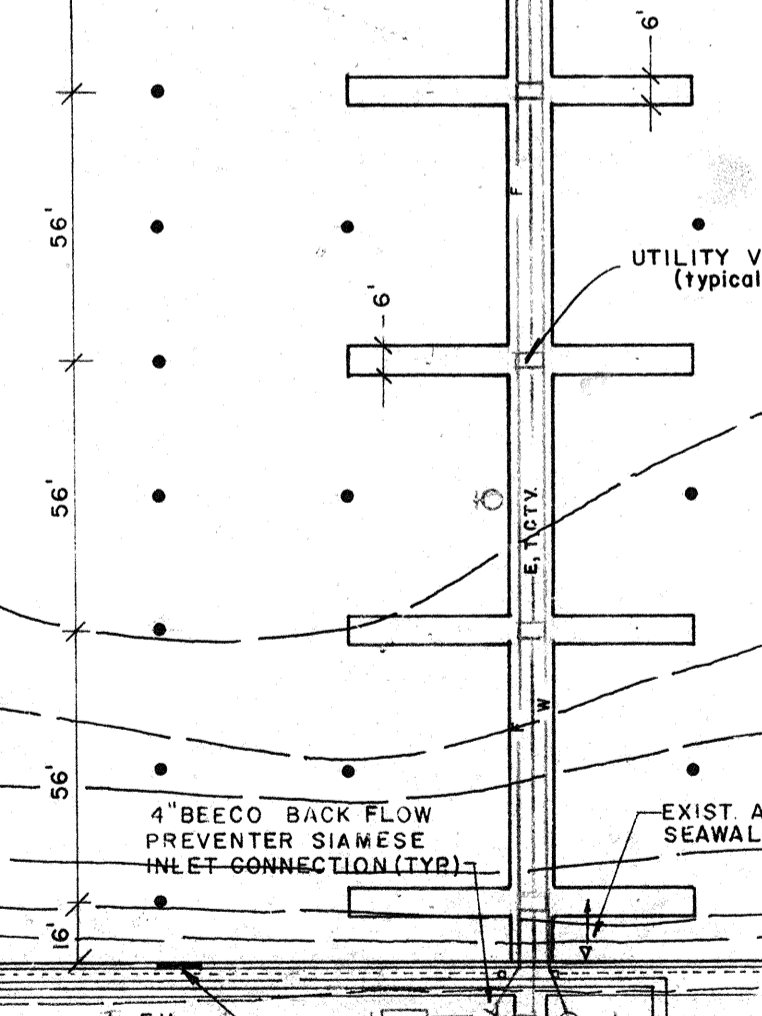 6'
F
56'
UTILITY V
(typical
6'
56'
E, T, CTV.
W
56'
4" BEECO BACK FLOW
PREVENTER SIAMESE
INLET CONNECTION (TYP.)
EXIST. A
SEAWAL
16'